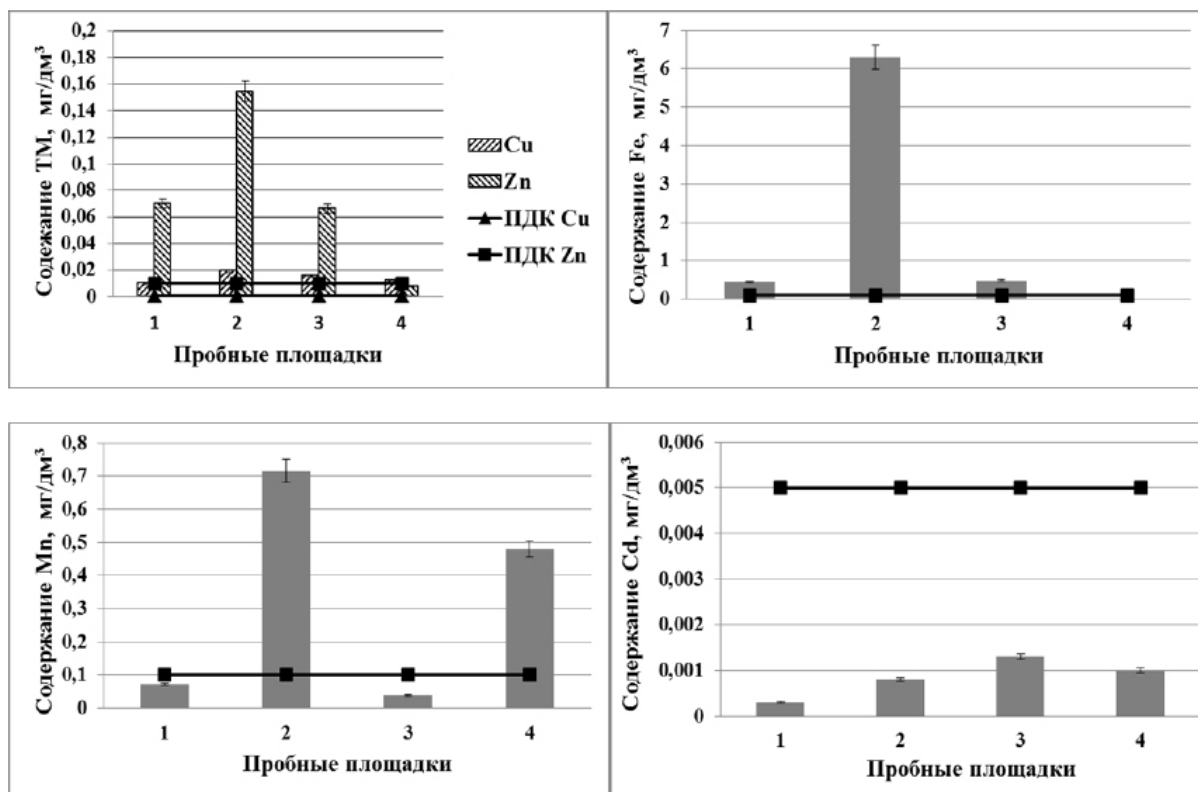 Содежание ТМ, мг/дм³
0,2
0,18
0,16
0,14
0,12
0,1
0,08
0,06
0,04
0,02
0
1 2 3 4
Пробные площадки
Cu
Zn
ПДК Cu
ПДК Zn
Содержание Fe, мг/дм³
7
6
5
4
3
2
1
0
1 2 3 4
Пробные площадки
Содержание Mn, мг/дм³
0,8
0,7
0,6
0,5
0,4
0,3
0,2
0,1
0
1 2 3 4
Пробные площадки
Содержание Cd, мг/дм³
0,006
0,005
0,004
0,003
0,002
0,001
0
1 2 3 4
Пробные площадки